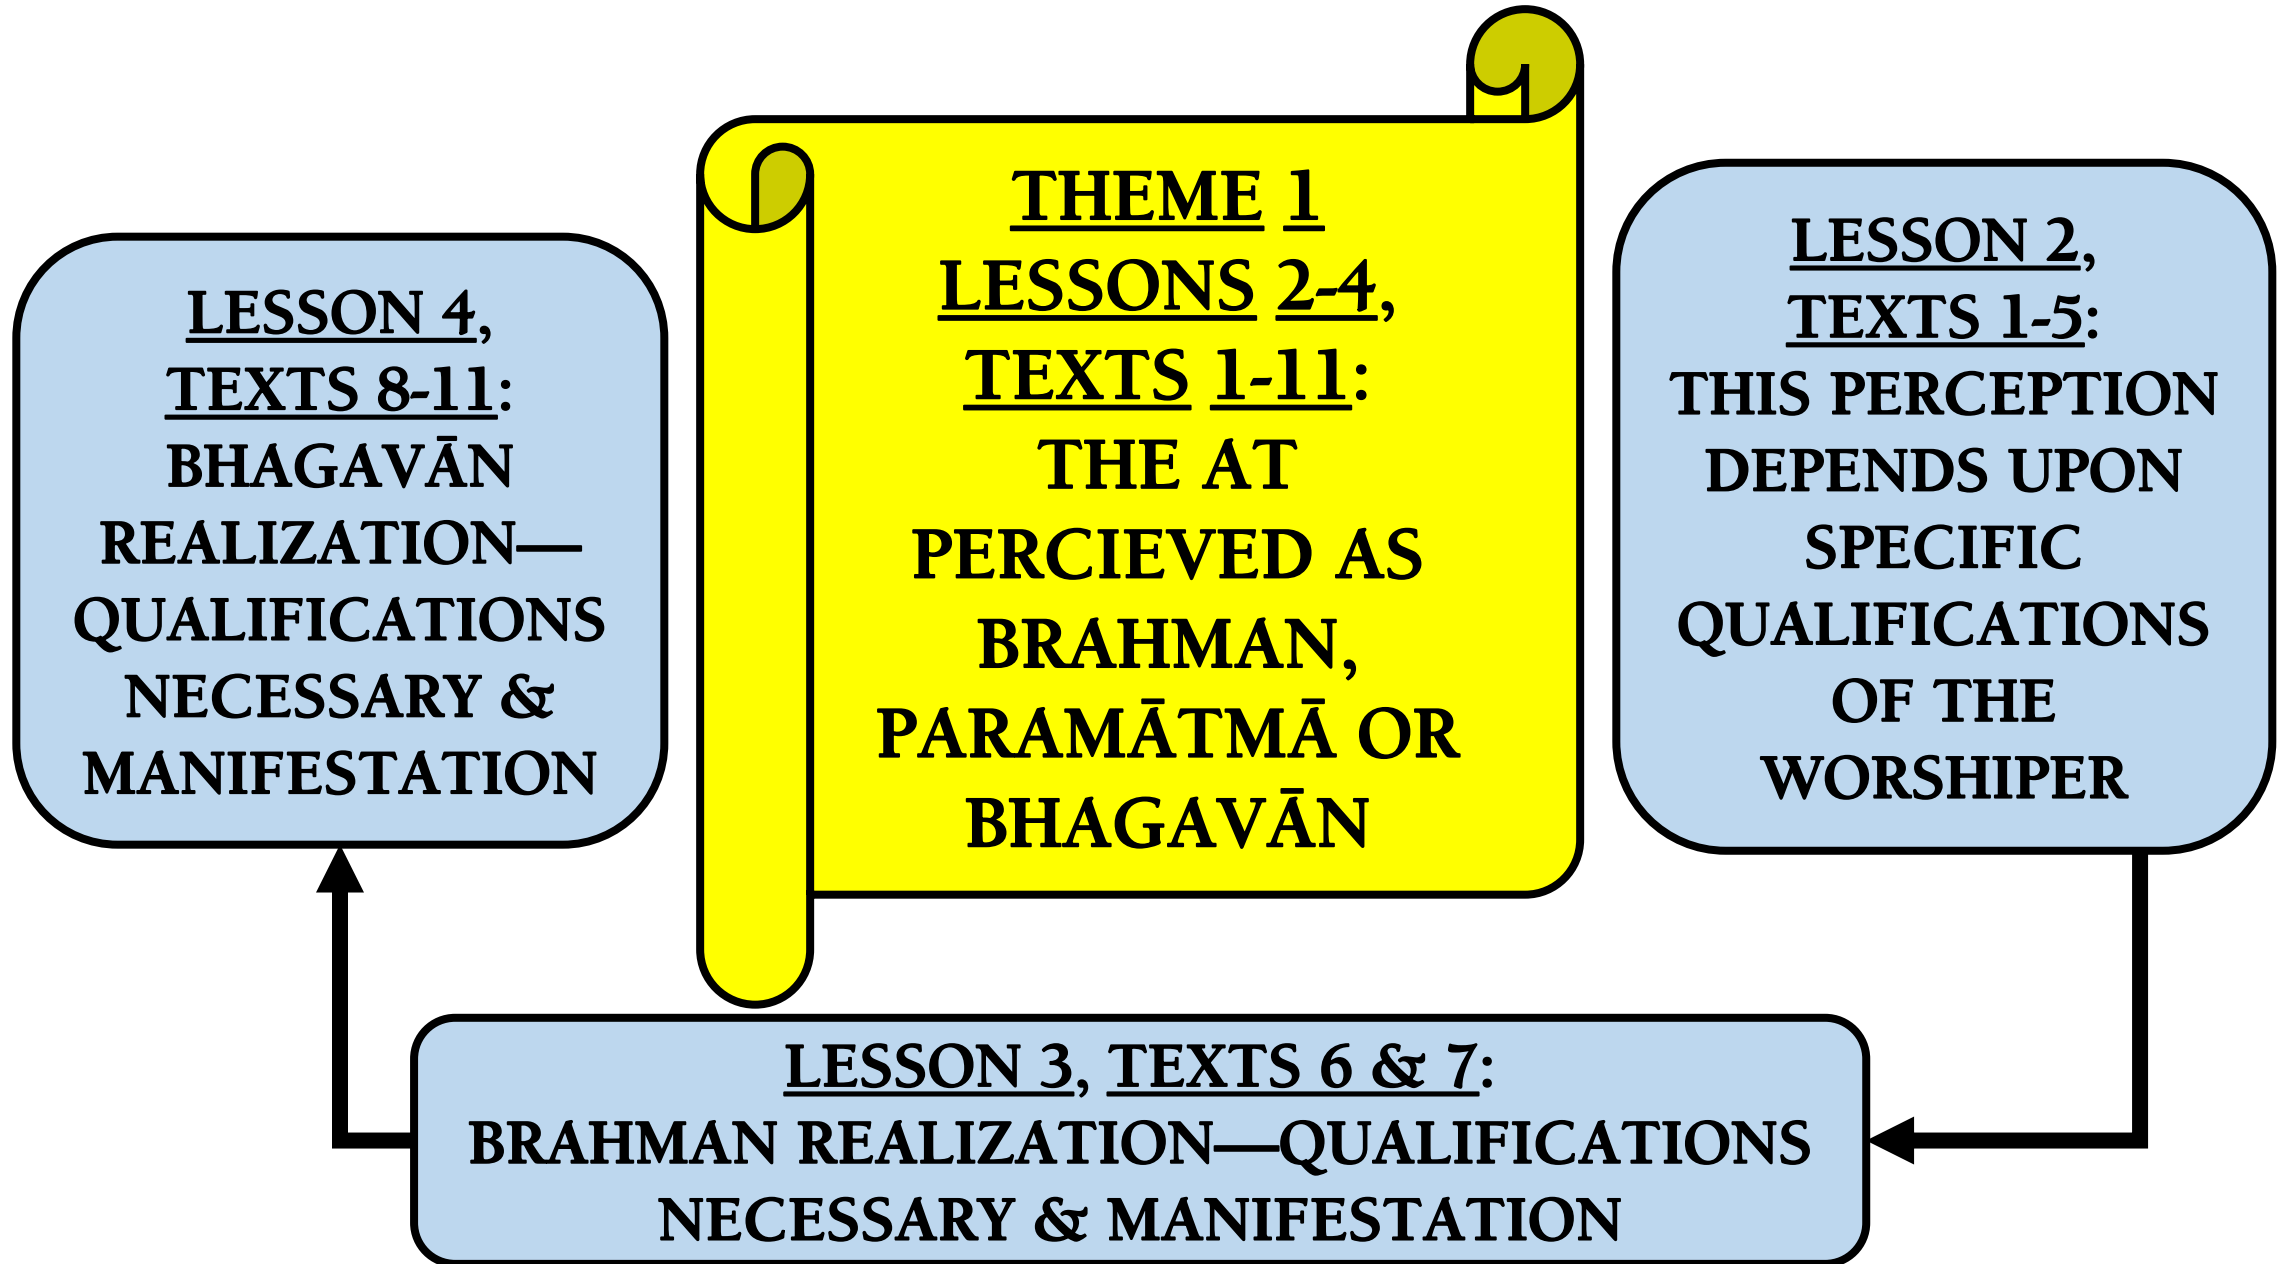 THEME 1
LESSONS 2-4,
TEXTS 1-11:
THE AT
PERCIEVED AS
BRAHMAN,
PARAMĀTMĀ OR
BHAGAVĀN
LESSON 2,
TEXTS 1-5:
THIS PERCEPTION
DEPENDS UPON
SPECIFIC
QUALIFICATIONS
OF THE
WORSHIPER
LESSON 3, TEXTS 6 & 7:
BRAHMAN REALIZATION—QUALIFICATIONS
NECESSARY & MANIFESTATION
LESSON 4,
TEXTS 8-11:
BHAGAVĀN
REALIZATION—
QUALIFICATIONS
NECESSARY &
MANIFESTATION